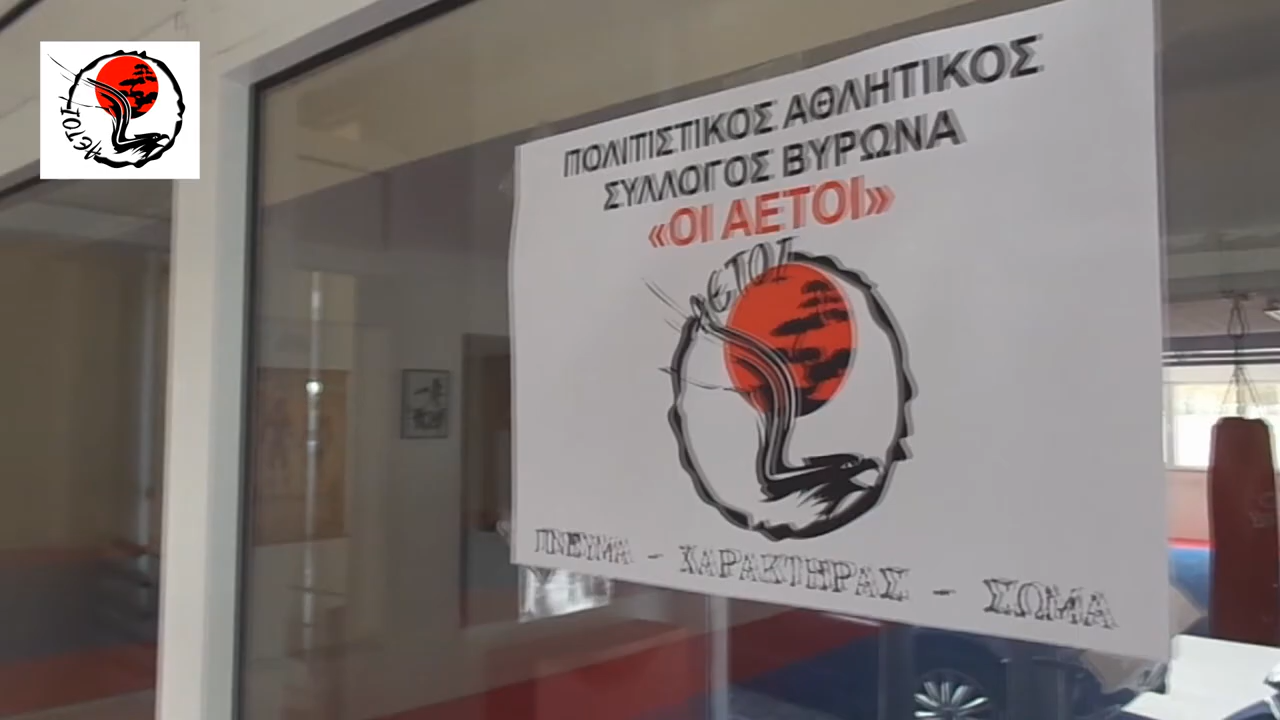 ΑΕΤΟΙ
ΠΟΛΙΤΙΣΤΙΚΟΣ ΑΘΛΗΤΙΚΟΣ
ΣΥΛΛΟΓΟΣ ΒΥΡΩΝΑ
«ΟΙ ΑΕΤΟΙ»
ΑΕΤΟΙ
ΠΝΕΥΜΑ - ΧΑΡΑΚΤΗΡΑΣ - ΣΩΜΑ